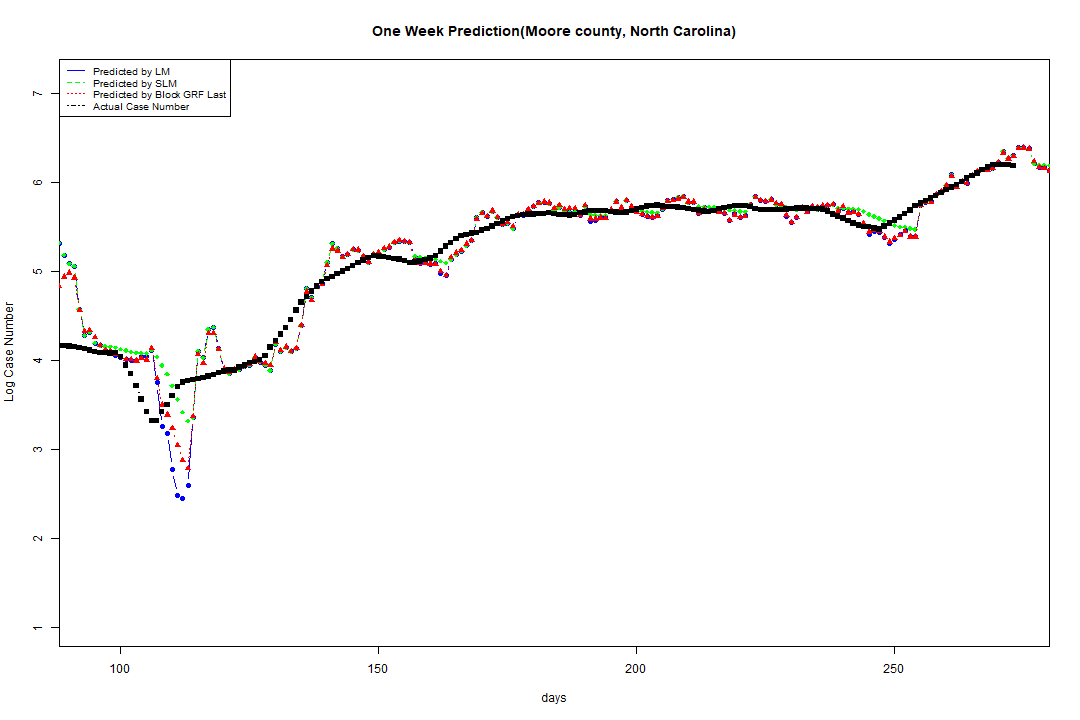 One Week Prediction(Moore county, North Carolina)
Predicted by LM
Predicted by SLM
Predicted by Block GRF Last
Actual Case Number
7
6
5
4
3
2
1
Log Case Number
100 150 200 250
days